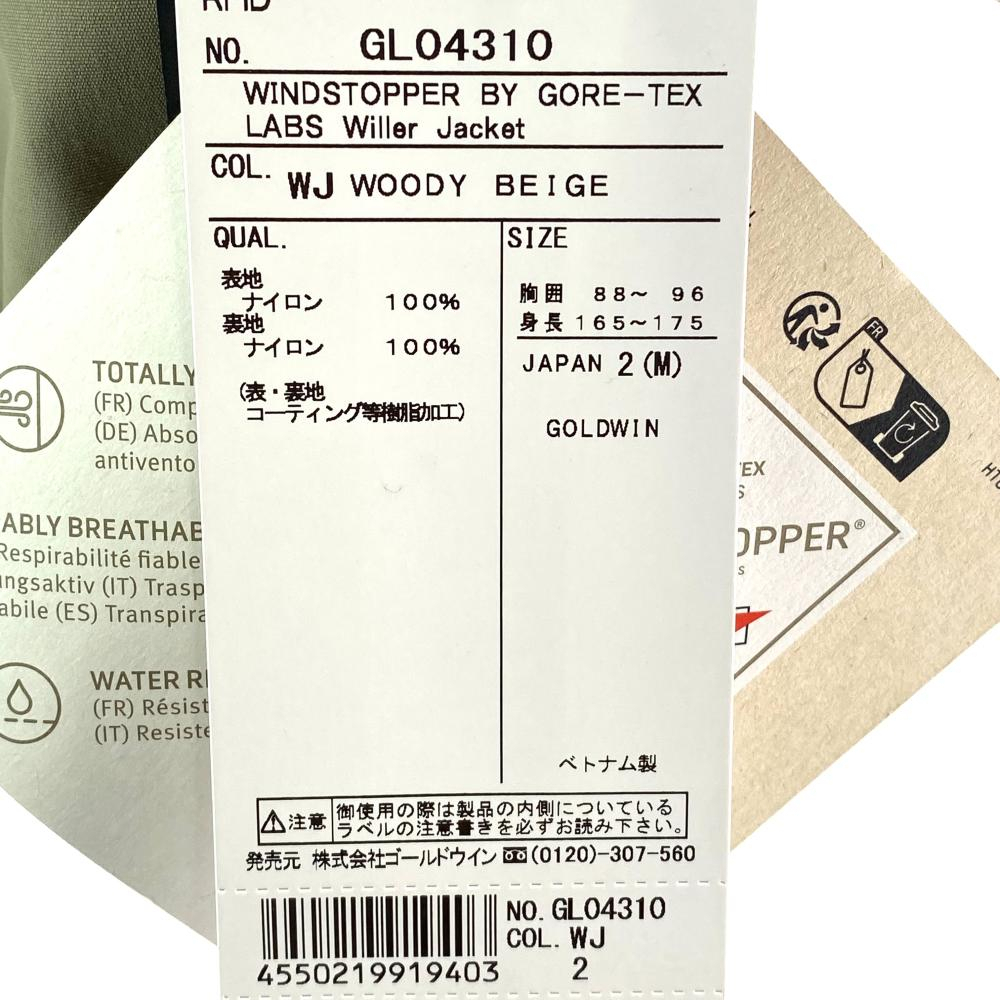 RFID
NO. GL04310
WINDSTOPPER BY GORE-TEX
LABS Willer Jacket
COL. WJ WOODY BEIGE
QUAL.
表地
ナイロン 100%
裏地
ナイロン 100%
(表・裏地
コーティング等樹脂加工)
SIZE
胸囲 88～ 96
身長 165～175
JAPAN 2 (M)
GOLDWIN
ベトナム製
注意 御使用の際は製品の内側についている
ラベルの注意書きを必ずお読み下さい。
発売元 株式会社ゴールドウイン (0120)-307-560
4550219919403
NO. GL04310
COL. WJ
2
TOTALLY
(FR) Comp
(DE) Abso
antivento
ABLY BREATHAB
Respirabilité fiable
ngsaktiv (IT) Trasp
abile (ES) Transpira
WATER R
(FR) Résist
(IT) Resiste
FR
TEX
S
OPPER®
S